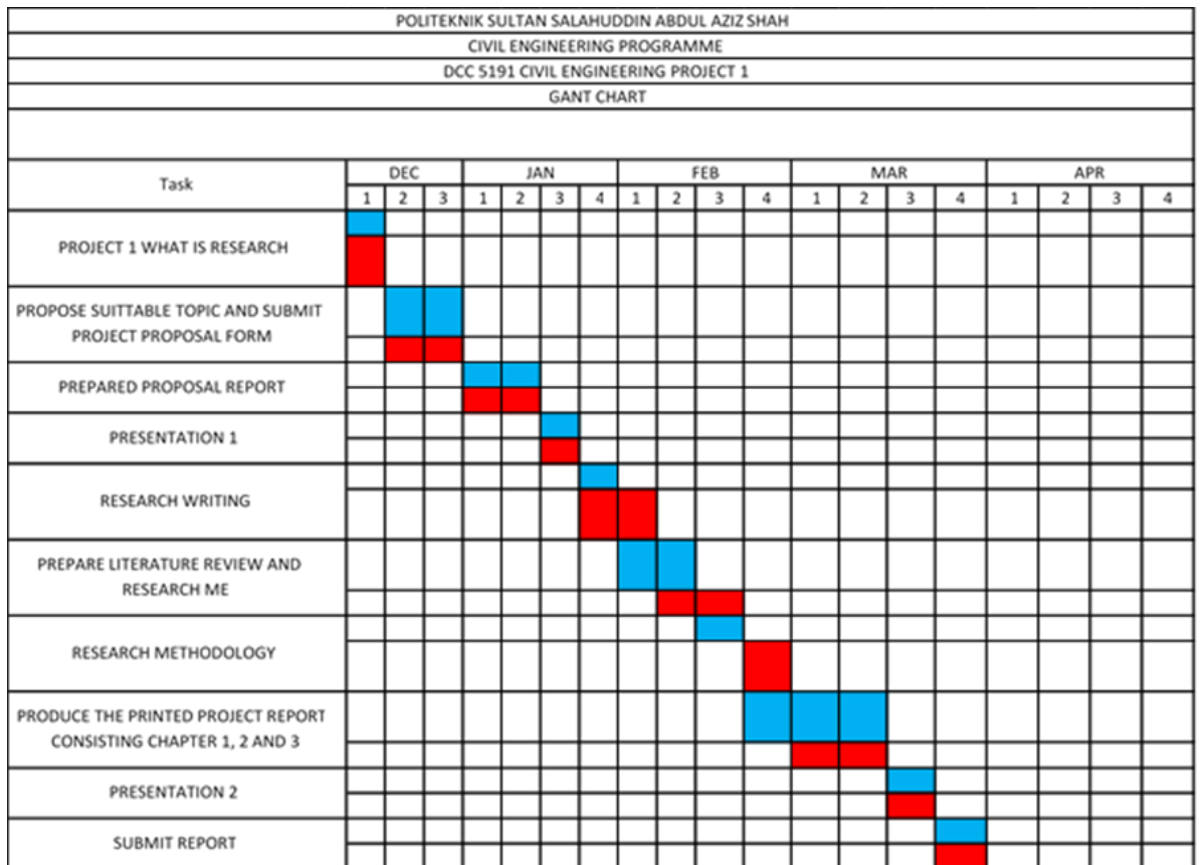 POLITEKNIK SULTAN SALAHUDDIN ABDUL AZIZ SHAH
CIVIL ENGINEERING PROGRAMME
DCC 5191 CIVIL ENGINEERING PROJECT 1
GANT CHART
Task DEC JAN FEB MAR APR
1 2 3 1 2 3 4 1 2 3 4 1 2 3 4 1 2 3 4
PROJECT 1 WHAT IS RESEARCH
PROPOSE SUITTABLE TOPIC AND SUBMIT
PROJECT PROPOSAL FORM
PREPARED PROPOSAL REPORT
PRESENTATION 1
RESEARCH WRITING
PREPARE LITERATURE REVIEW AND
RESEARCH ME
RESEARCH METHODOLOGY
PRODUCE THE PRINTED PROJECT REPORT
CONSISTING CHAPTER 1, 2 AND 3
PRESENTATION 2
SUBMIT REPORT